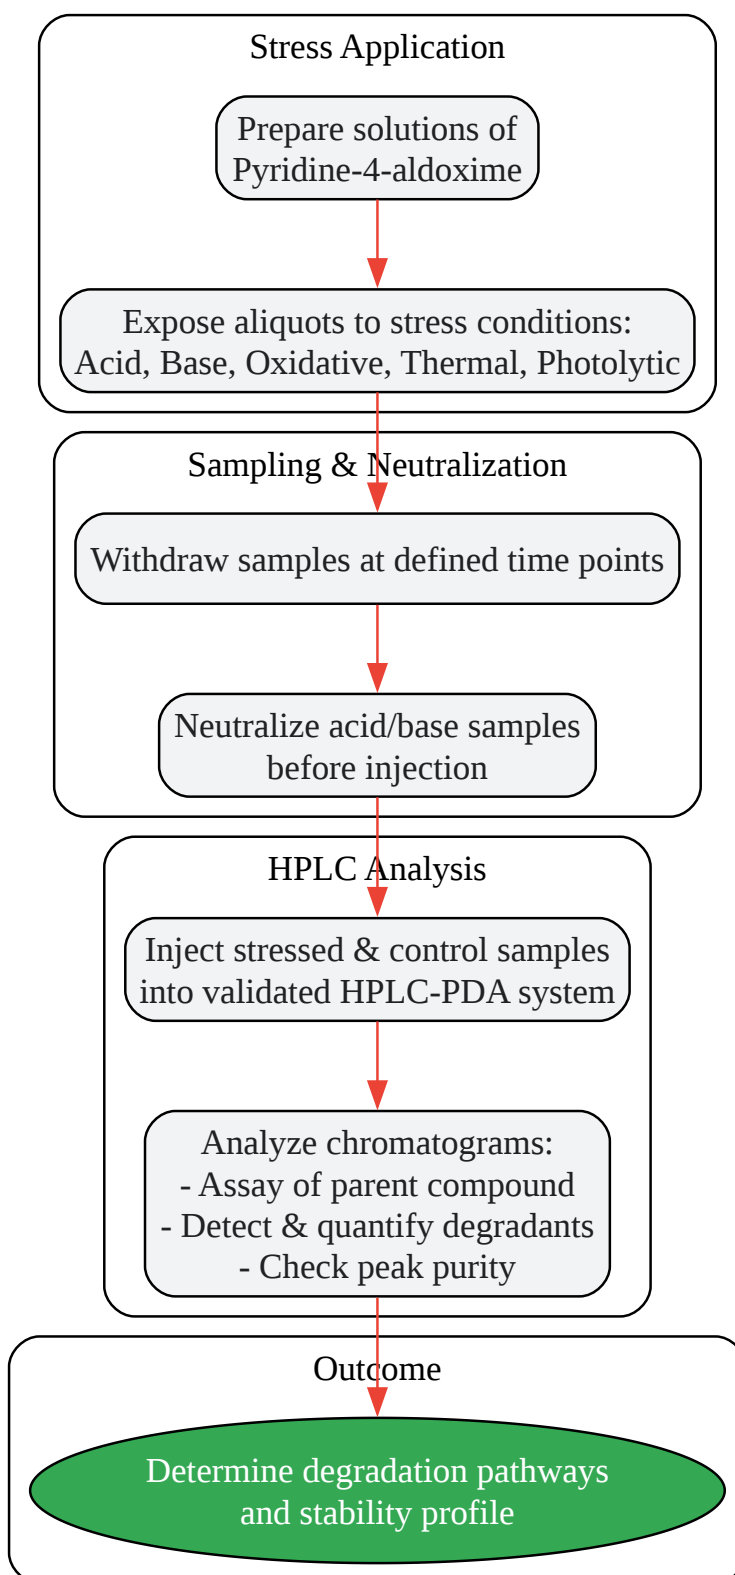 Stress Application
Prepare solutions of
Pyridine-4-aldoxime
Expose aliquots to stress conditions:
Acid, Base, Oxidative, Thermal, Photolytic
Sampling & Neutralization
Withdraw samples at defined time points
Neutralize acid/base samples
before injection
HPLC Analysis
Inject stressed & control samples
into validated HPLC-PDA system
Analyze chromatograms:
- Assay of parent compound
- Detect & quantify degradants
- Check peak purity
Outcome
Determine degradation pathways
and stability profile